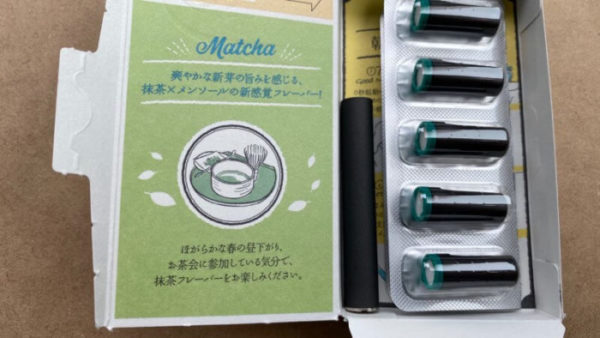 Matcha
爽やかな新芽の旨みを感じる、
抹茶×メンソールの新感覚フレーバー!
ほがらかな春の昼下がり、
お茶会に参加している気分で、
抹茶フレーバーをお楽しみください。